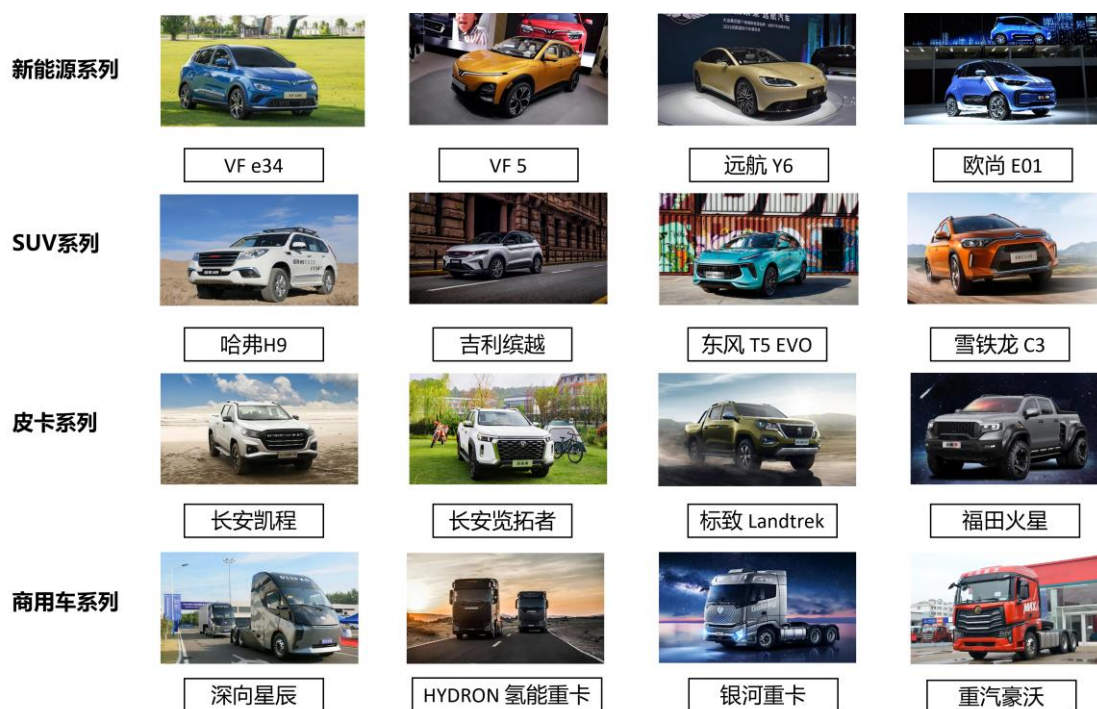 新能源系列
VF e34
VF 5
远航 Y6
欧尚 E01
SUV系列
哈弗H9
吉利缤越
东风 T5 EVO
雪铁龙 C3
皮卡系列
长安凯程
长安览拓者
标致 Landtrek
福田火星
商用车系列
深向星辰
HYDRON 氢能重卡
银河重卡
重汽豪沃